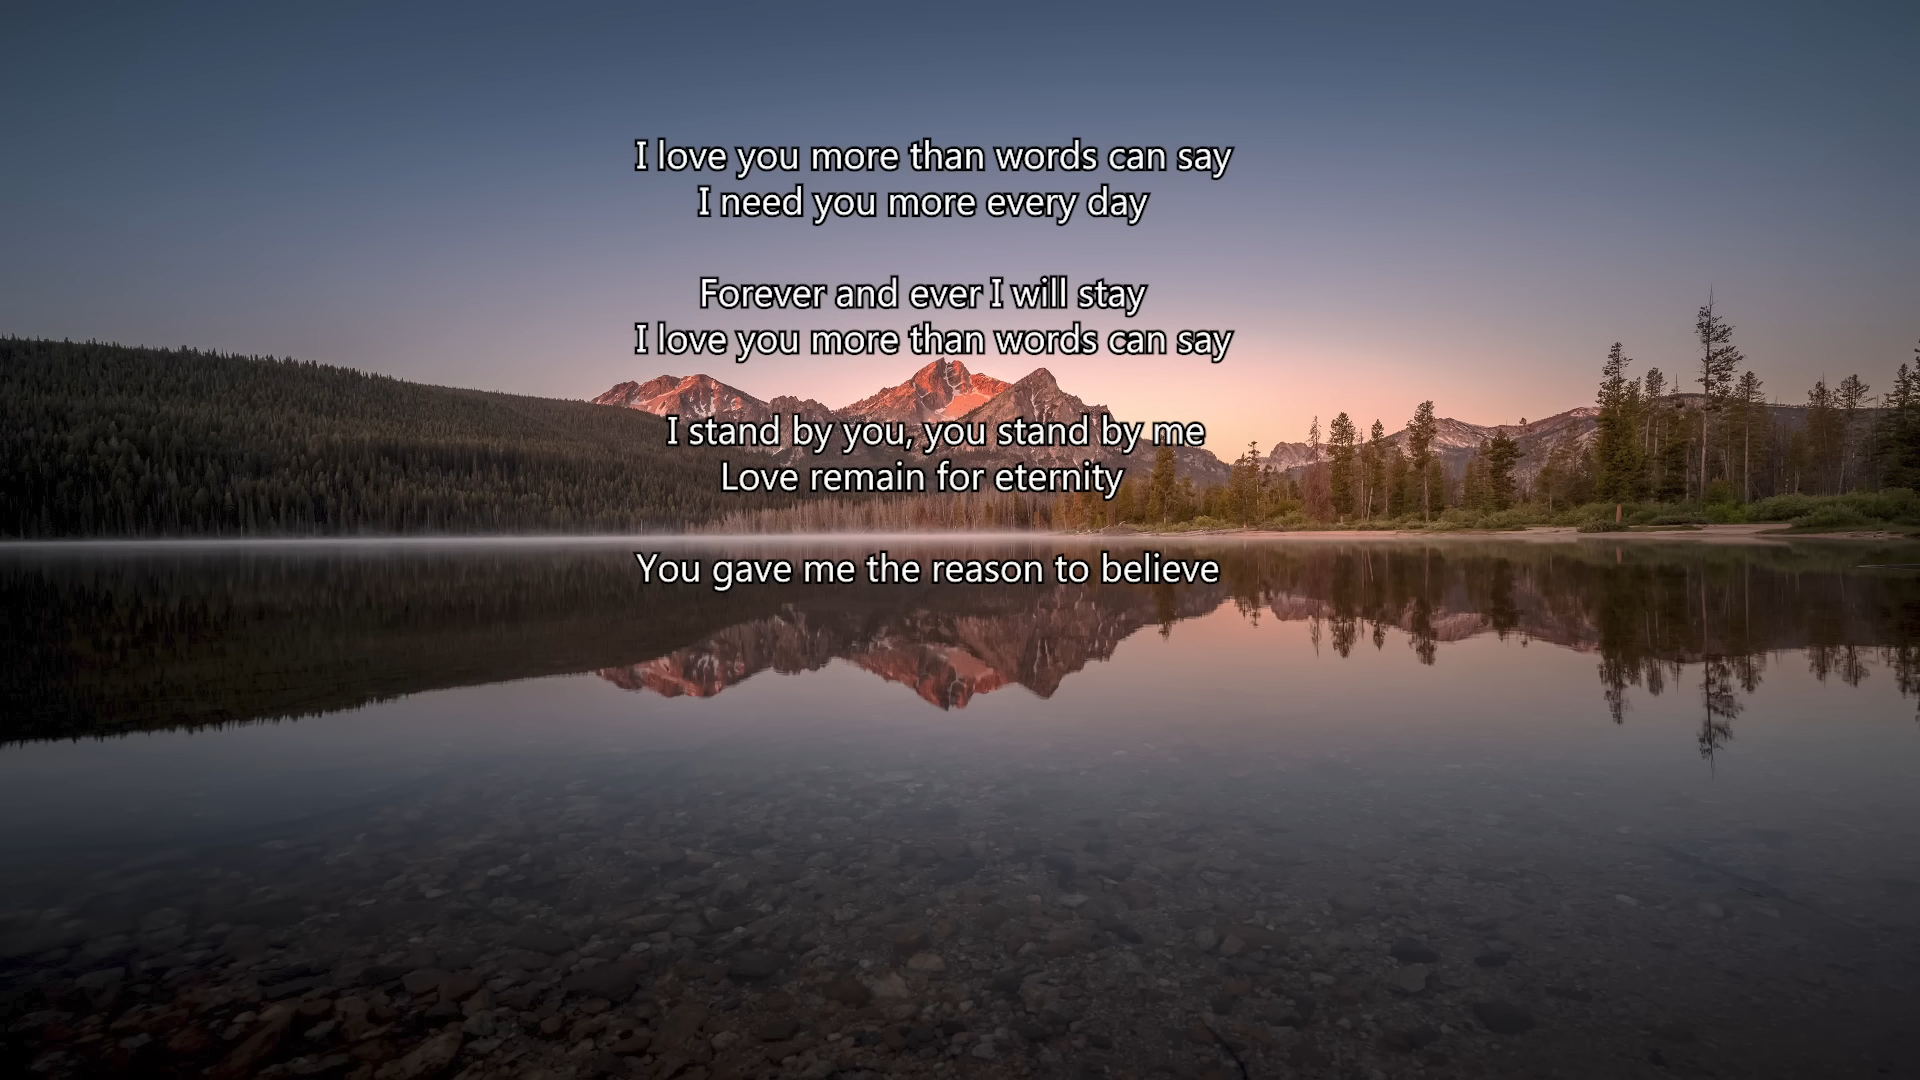 I love you more than words can say
I need you more every day
Forever and ever I will stay
I love you more than words can say
I stand by you, you stand by me
Love remain for eternity
You gave me the reason to believe